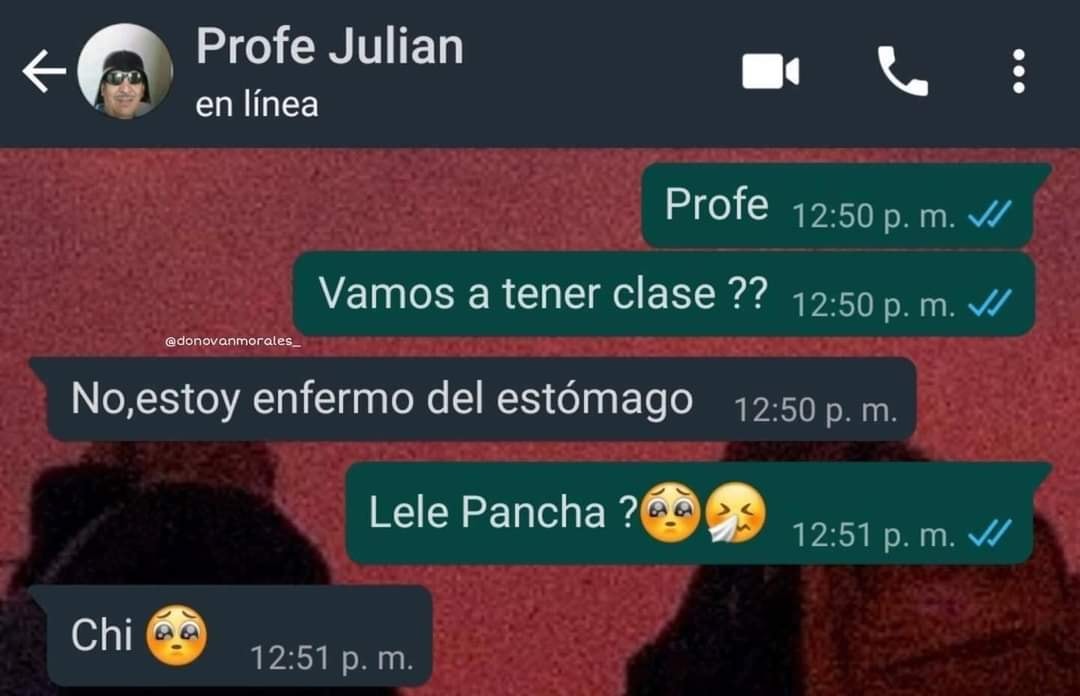 Profe Julian
en línea
Profe 12:50 p. m.
Vamos a tener clase ?? 12:50 p. m.
@donovanmorales_
No,estoy enfermo del estómago 12:50 p. m.
Lele Pancha ?🥺🤧 12:51 p. m.
Chi 🥺 12:51 p. m.